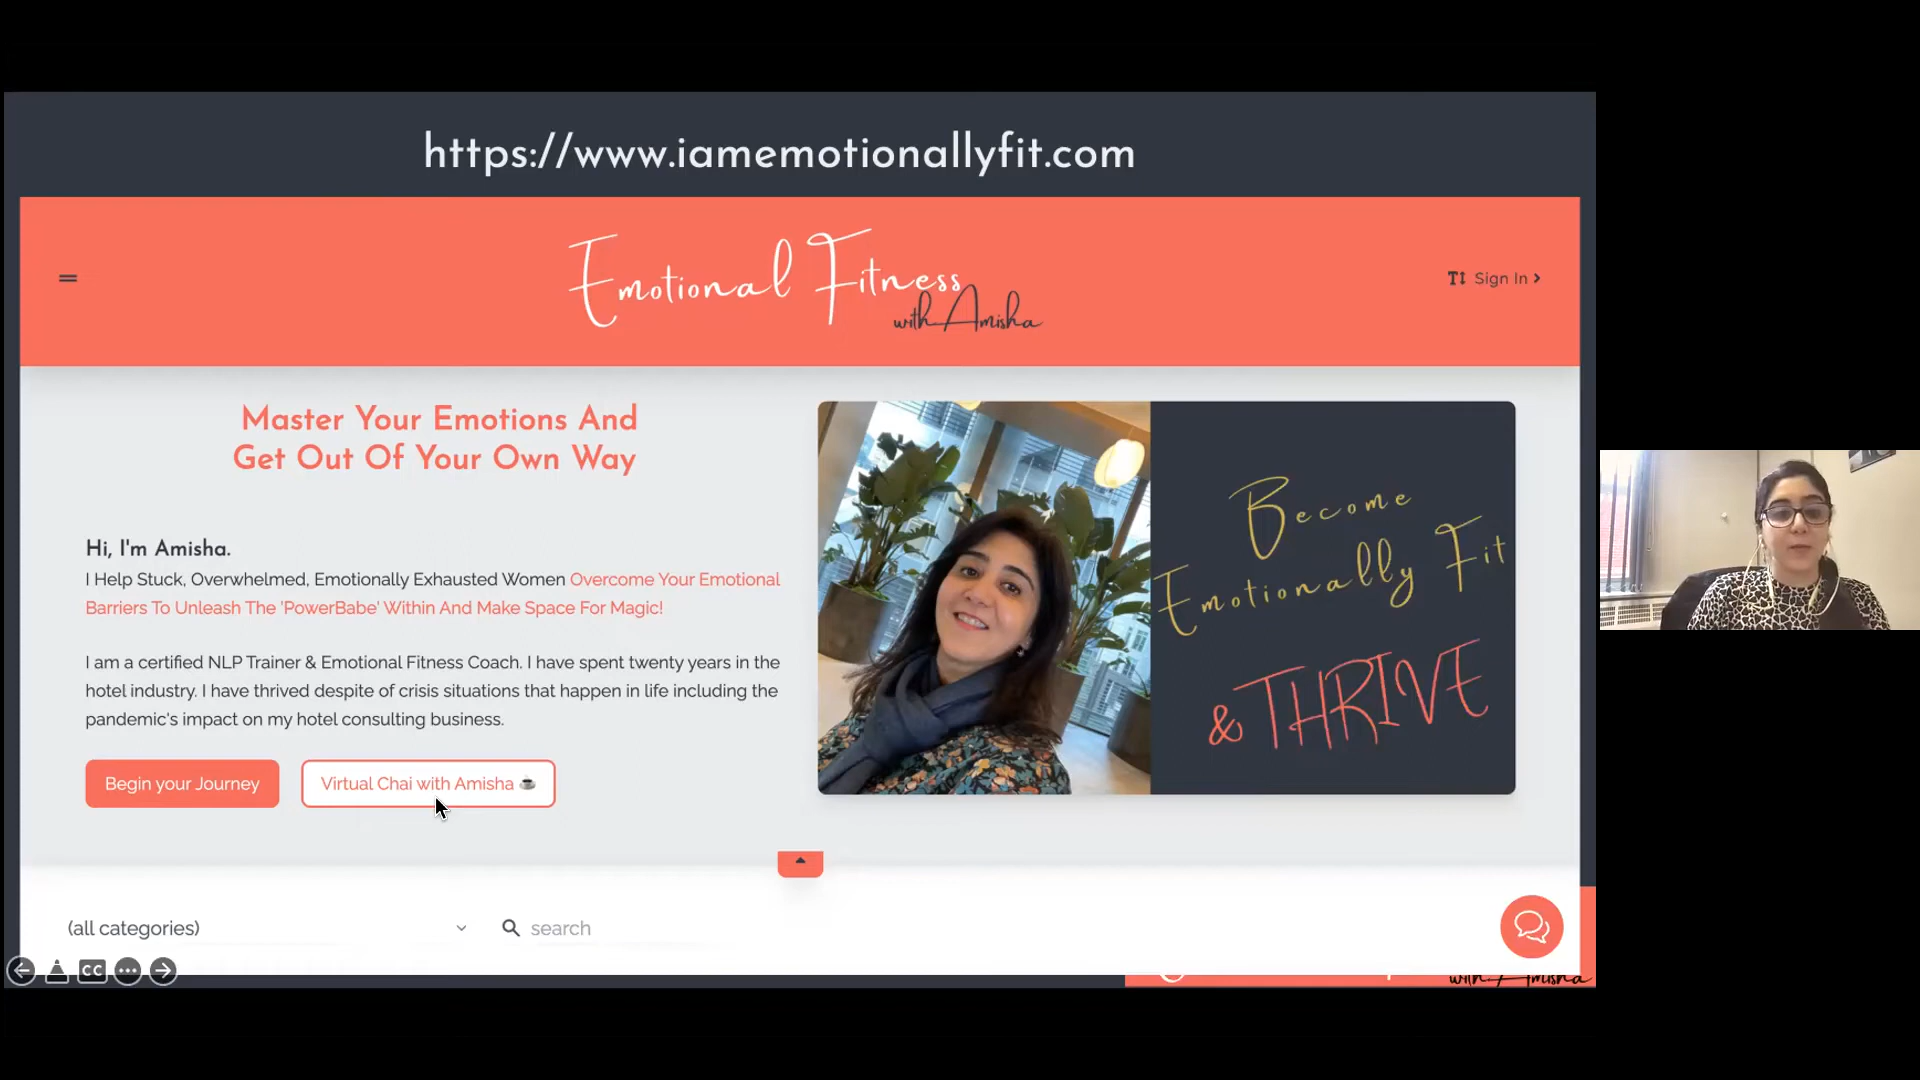 https://www.iamemotionallyfit.com
Emotional Fitness
with Amisha
Sign In
Master Your Emotions And
Get Out Of Your Own Way
Hi, I'm Amisha.
I Help Stuck, Overwhelmed, Emotionally Exhausted Women Overcome Your Emotional
Barriers To Unleash The 'PowerBabe' Within And Make Space For Magic!
I am a certified NLP Trainer & Emotional Fitness Coach. I have spent twenty years in the
hotel industry. I have thrived despite of crisis situations that happen in life including the
pandemic's impact on my hotel consulting business.
Begin your Journey
Virtual Chai with Amisha
Become
Emotionally Fit
& THRIVE
(all categories)
search
CC
with Amisha